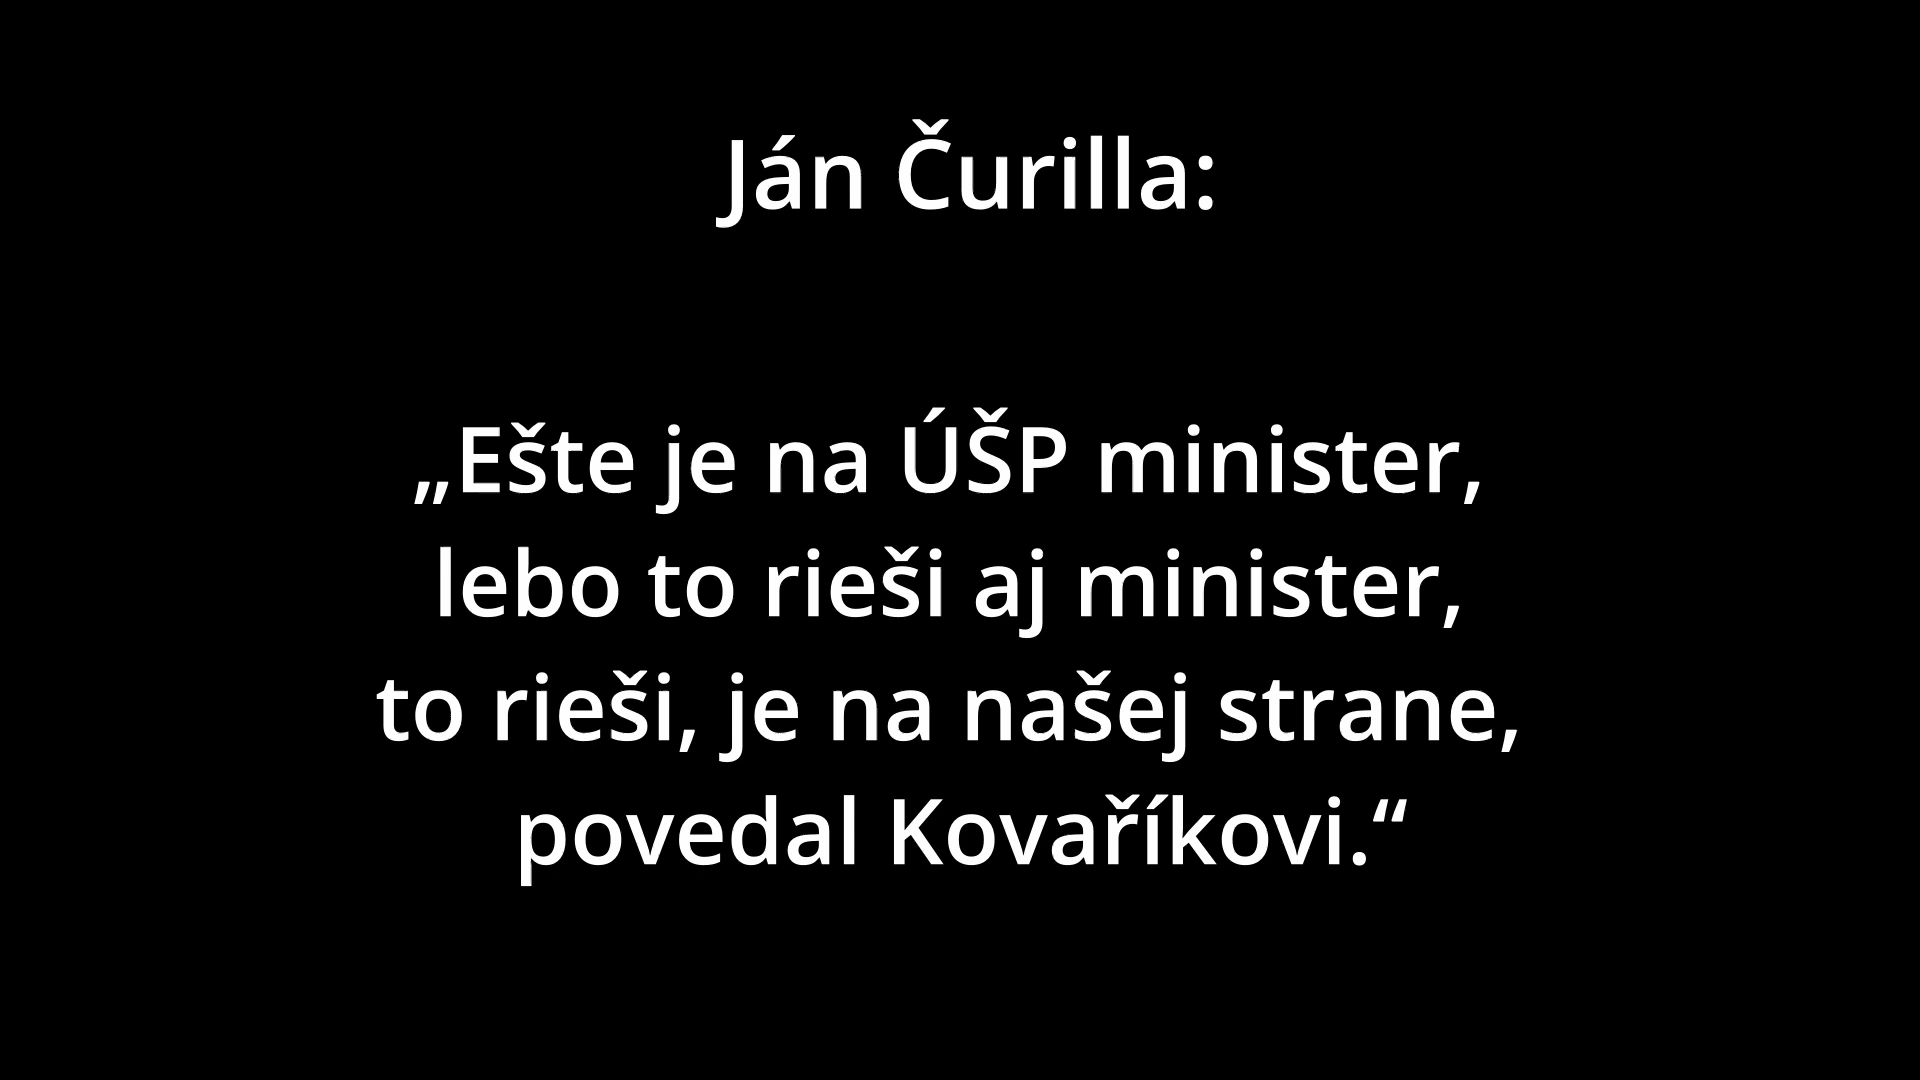 Ján Čurilla:
„Ešte je na ÚŠP minister,
lebo to rieši aj minister,
to rieši, je na našej strane,
povedal Kovaříkovi.“